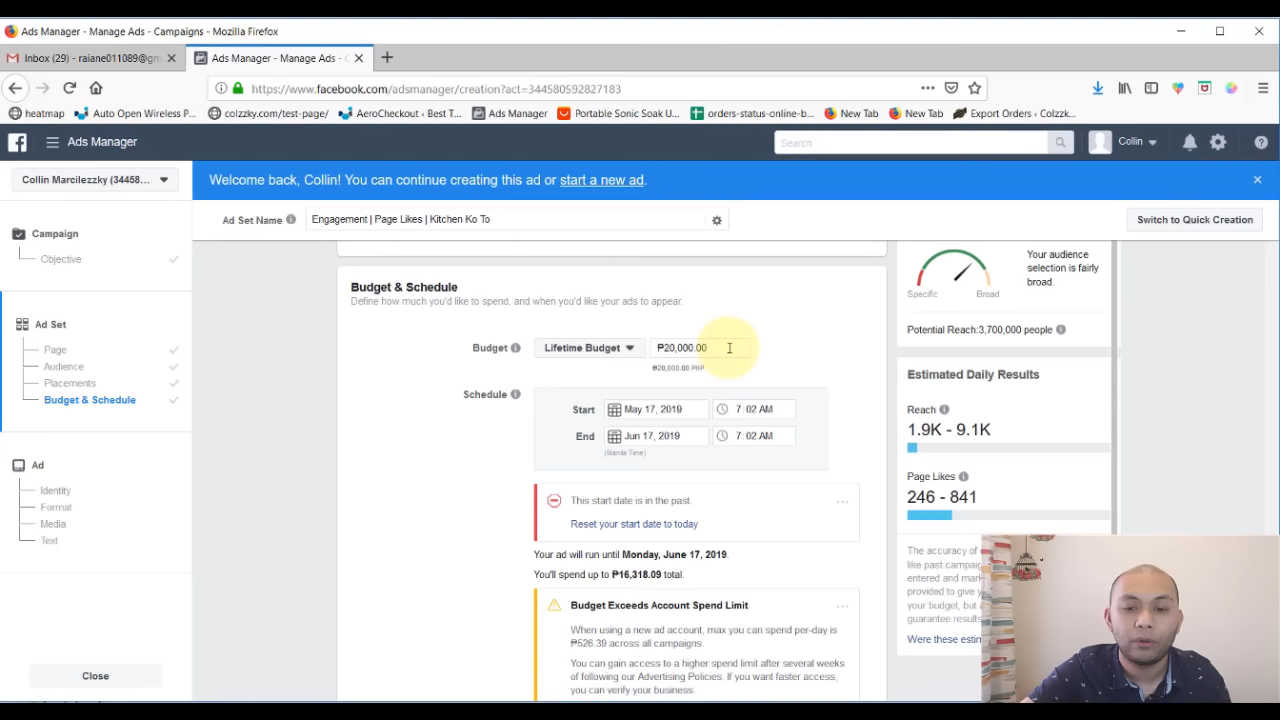 Ads Manager - Manage Ads - Campaigns - Mozilla Firefox
Inbox (29) - raiane011089@gm
Ads Manager - Manage Ads - C
https://www.facebook.com/adsmanager/creation?act=344580592827183
heatmap
Auto Open Wireless P...
colzzky.com/test-page/
AeroCheckout ‹ Best T...
Ads Manager
Portable Sonic Soak U...
orders-status-online-b...
New Tab
New Tab
Export Orders ‹ Colzzk...
Ads Manager
Search
Collin
Collin Marcilezzky (34458...
Welcome back, Collin! You can continue creating this ad or start a new ad.
Ad Set Name
Engagement | Page Likes | Kitchen Ko To
Switch to Quick Creation
Campaign
Objective
Ad Set
Page
Audience
Placements
Budget & Schedule
Ad
Identity
Format
Media
Text
Close
Budget & Schedule
Define how much you'd like to spend, and when you'd like your ads to appear.
Budget
Lifetime Budget
₱20,000.00
₱20,000.00 PHP
Schedule
Start
May 17, 2019
7:02 AM
End
Jun 17, 2019
7:02 AM
(Manila Time)
This start date is in the past.
Reset your start date to today
Your ad will run until Monday, June 17, 2019.
You'll spend up to ₱16,318.09 total.
Budget Exceeds Account Spend Limit
When using a new ad account, max you can spend per-day is
₱526.39 across all campaigns.
You can gain access to a higher spend limit after several weeks
of following our Advertising Policies. If you want faster access,
you can verify your business.
Specific
Broad
Your audience
selection is fairly
broad.
Potential Reach:3,700,000 people
Estimated Daily Results
Reach
1.9K - 9.1K
Page Likes
246 - 841
The accuracy of
like past campaig
entered and mark
provided to give y
your budget, but
guarantee results
Were these estin